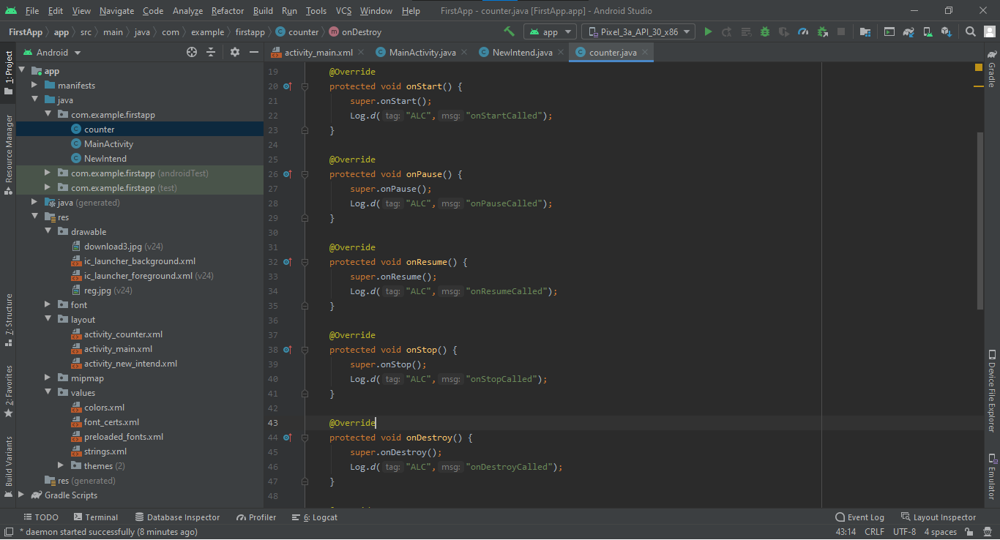 File Edit View Navigate Code Analyze Refactor Build Run Tools VCS Window Help FirstApp - counter.java [FirstApp.app] - Android Studio
FirstApp app src main java com example firstapp counter onDestroy app Pixel_3a_API_30_x86
Android
activity_main.xml MainActivity.java NewIntend.java counter.java
1: Project
Resource Manager
7: Structure
2: Favorites
Build Variants
app
manifests
java
com.example.firstapp
counter
MainActivity
NewIntend
com.example.firstapp (androidTest)
com.example.firstapp (test)
java (generated)
res
drawable
download3.jpg (v24)
ic_launcher_background.xml
ic_launcher_foreground.xml (v24)
reg.jpg (v24)
font
layout
activity_counter.xml
activity_main.xml
activity_new_intend.xml
mipmap
values
colors.xml
font_certs.xml
preloaded_fonts.xml
strings.xml
themes (2)
res (generated)
Gradle Scripts
19 @Override
20 protected void onStart() {
21 super.onStart();
22 Log.d( tag: "ALC", msg: "onStartCalled");
23 }
24
25 @Override
26 protected void onPause() {
27 super.onPause();
28 Log.d( tag: "ALC", msg: "onPauseCalled");
29 }
30
31 @Override
32 protected void onResume() {
33 super.onResume();
34 Log.d( tag: "ALC", msg: "onResumeCalled");
35 }
36
37 @Override
38 protected void onStop() {
39 super.onStop();
40 Log.d( tag: "ALC", msg: "onStopCalled");
41 }
42
43 @Override
44 protected void onDestroy() {
45 super.onDestroy();
46 Log.d( tag: "ALC", msg: "onDestroyCalled");
47 }
48
Gradle
Device File Explorer
Emulator
TODO Terminal Database Inspector Profiler 6: Logcat Event Log Layout Inspector
* daemon started successfully (8 minutes ago) 43:14 CRLF UTF-8 4 spaces